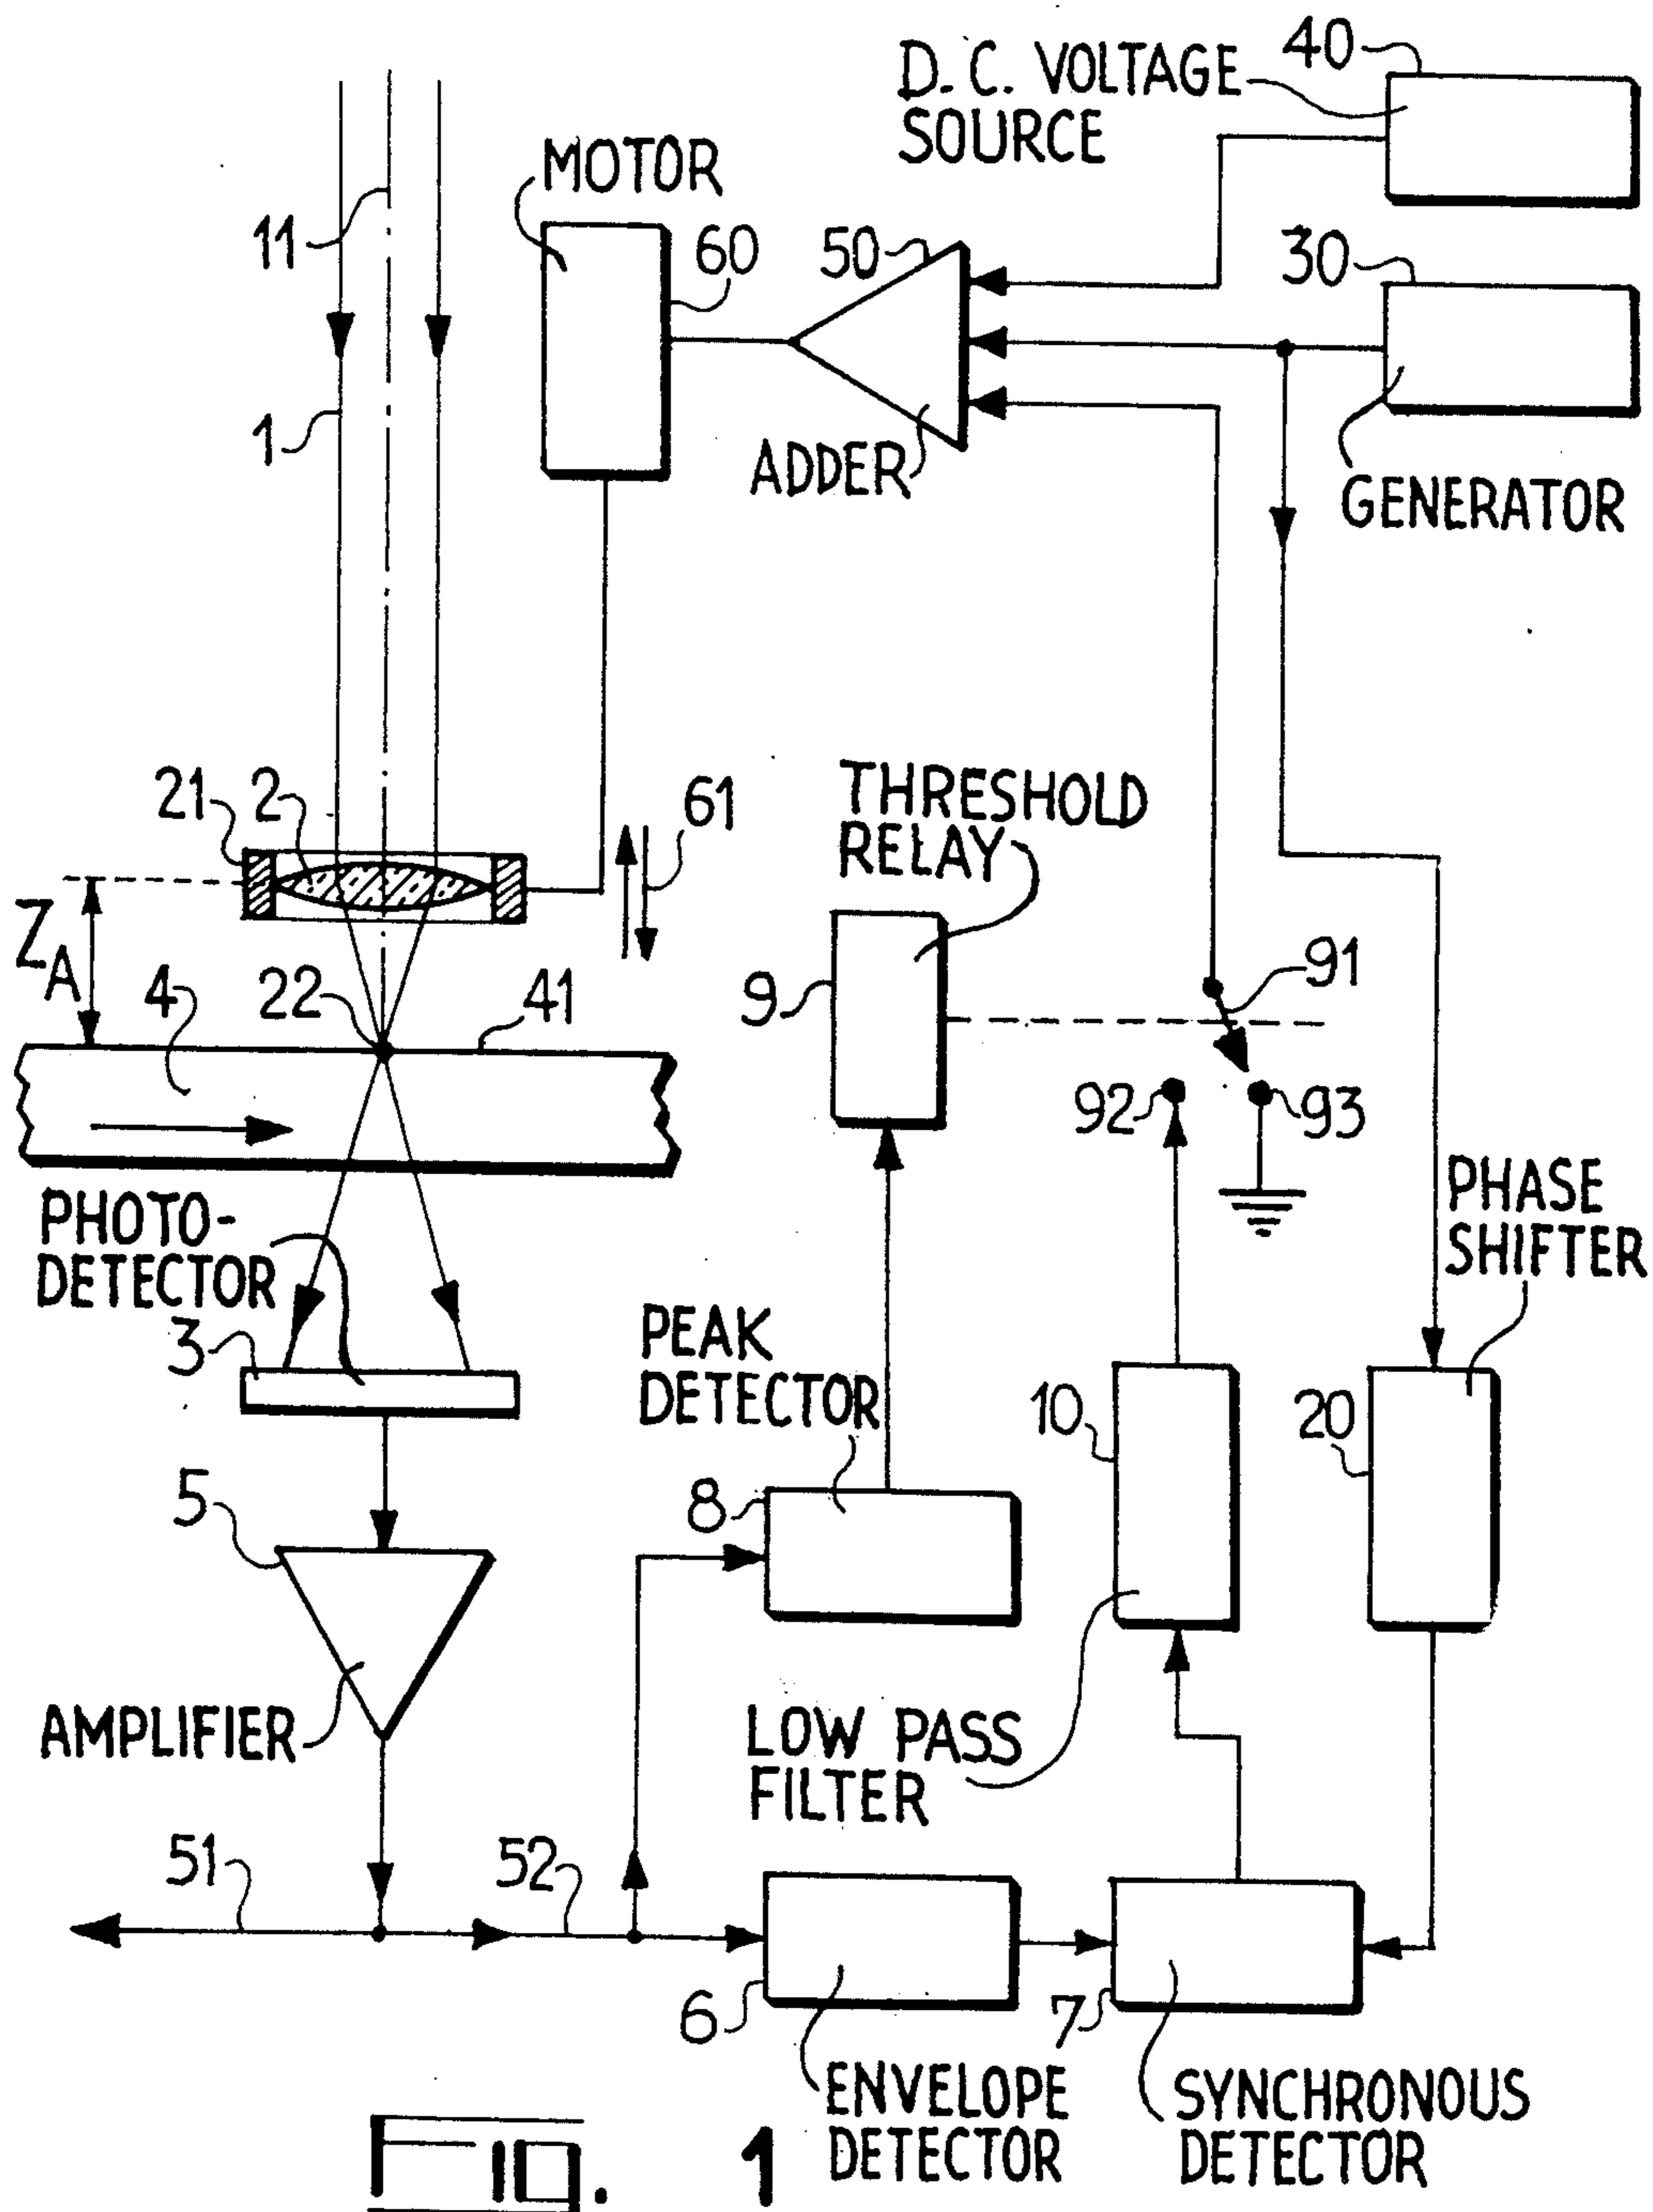 40
D.C. VOLTAGE
SOURCE
MOTOR
11
60
50
30
1
ADDER
GENERATOR
21
2
61
THRESHOLD
RELAY
Z_A
4
22
41
9
91
92
93
PHOTO-
DETECTOR
3
PHASE
SHIFTER
PEAK
DETECTOR
10
20
5
8
AMPLIFIER
LOW PASS
FILTER
51
52
6
7
ENVELOPE
DETECTOR
SYNCHRONOUS
DETECTOR
FIG. 1